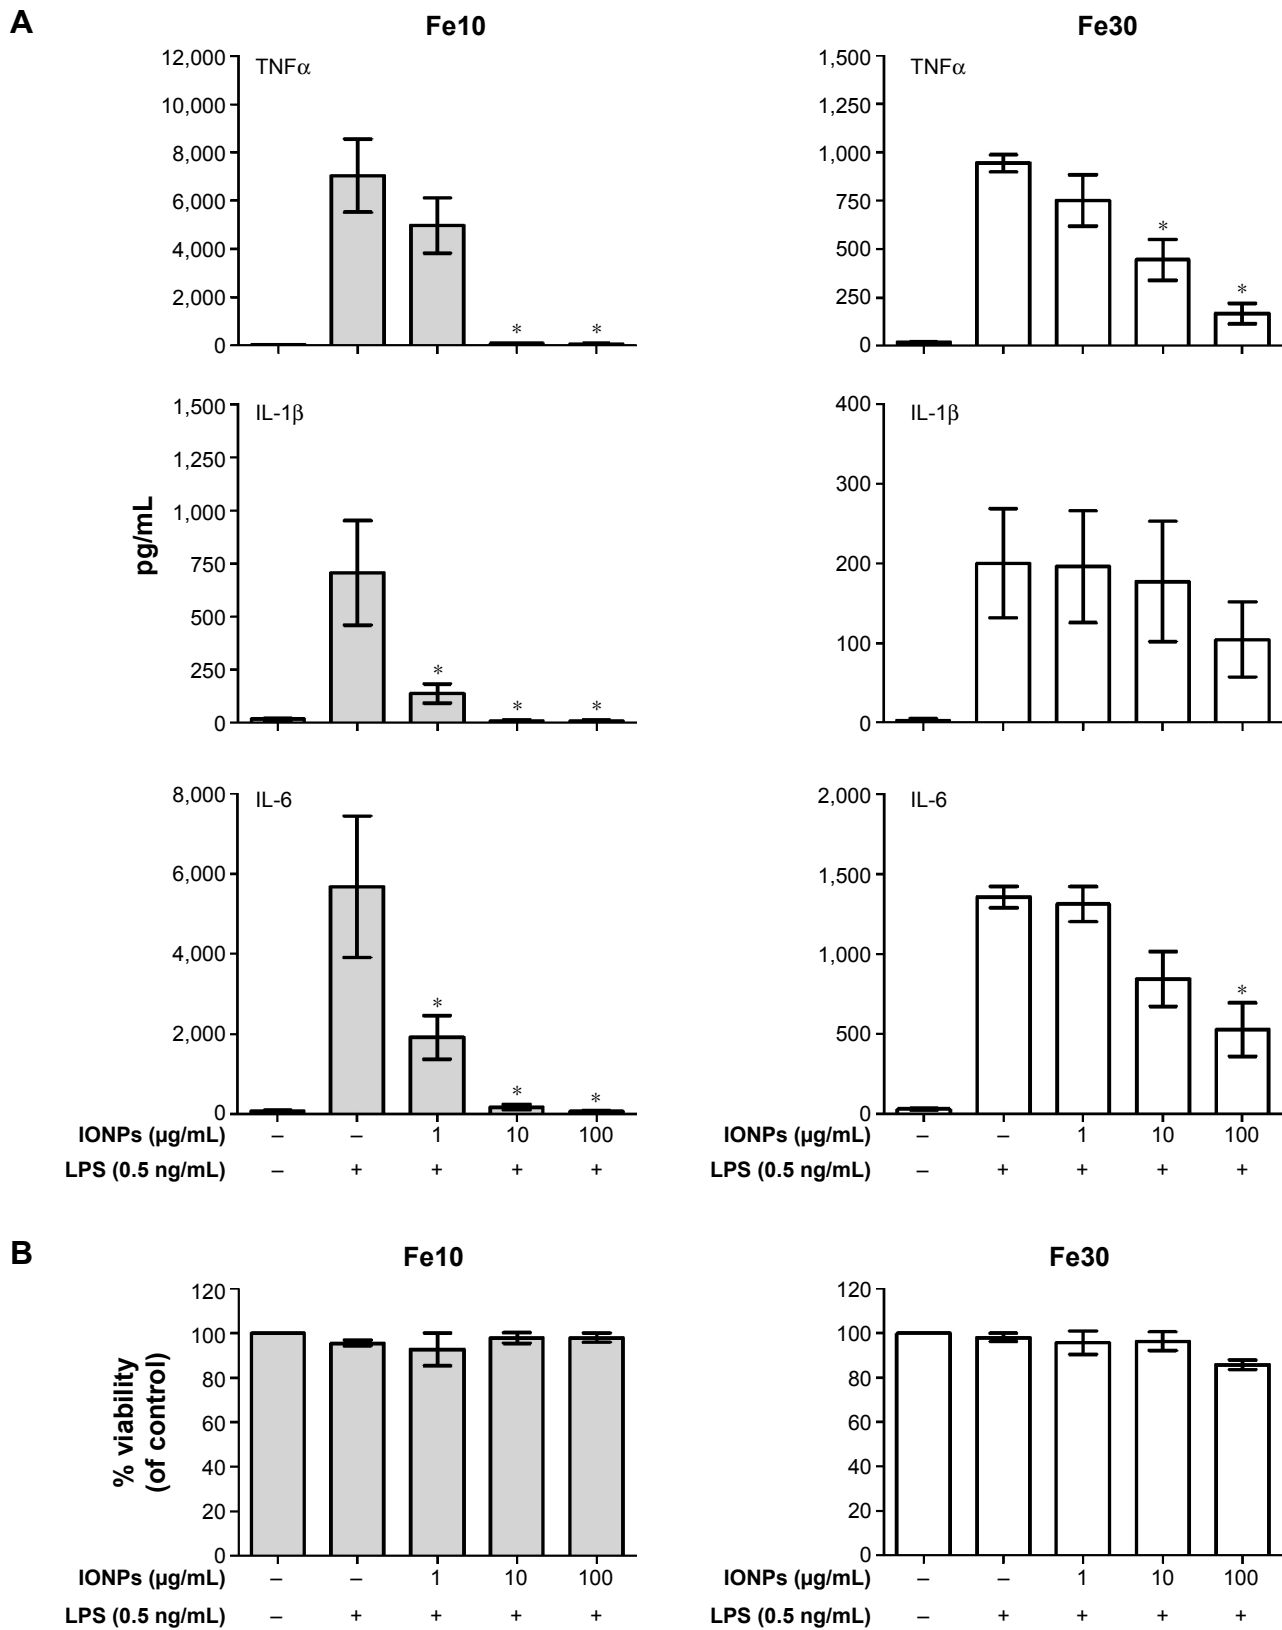 A
Fe10
Fe30
TNFα
12,000
10,000
8,000
6,000
4,000
2,000
0
* *
TNFα
1,500
1,250
1,000
750
500
250
0
* *
pg/mL
IL-1β
1,500
1,250
1,000
750
500
250
0
* * *
IL-1β
400
300
200
100
0
IL-6
8,000
6,000
4,000
2,000
0
* * *
IL-6
2,000
1,500
1,000
500
0
*
IONPs (µg/mL) – – 1 10 100
LPS (0.5 ng/mL) – + + + +
IONPs (µg/mL) – – 1 10 100
LPS (0.5 ng/mL) – + + + +
B
Fe10
Fe30
% viability
(of control)
120
100
80
60
40
20
0
120
100
80
60
40
20
0
IONPs (µg/mL) – – 1 10 100
LPS (0.5 ng/mL) – + + + +
IONPs (µg/mL) – – 1 10 100
LPS (0.5 ng/mL) – + + + +